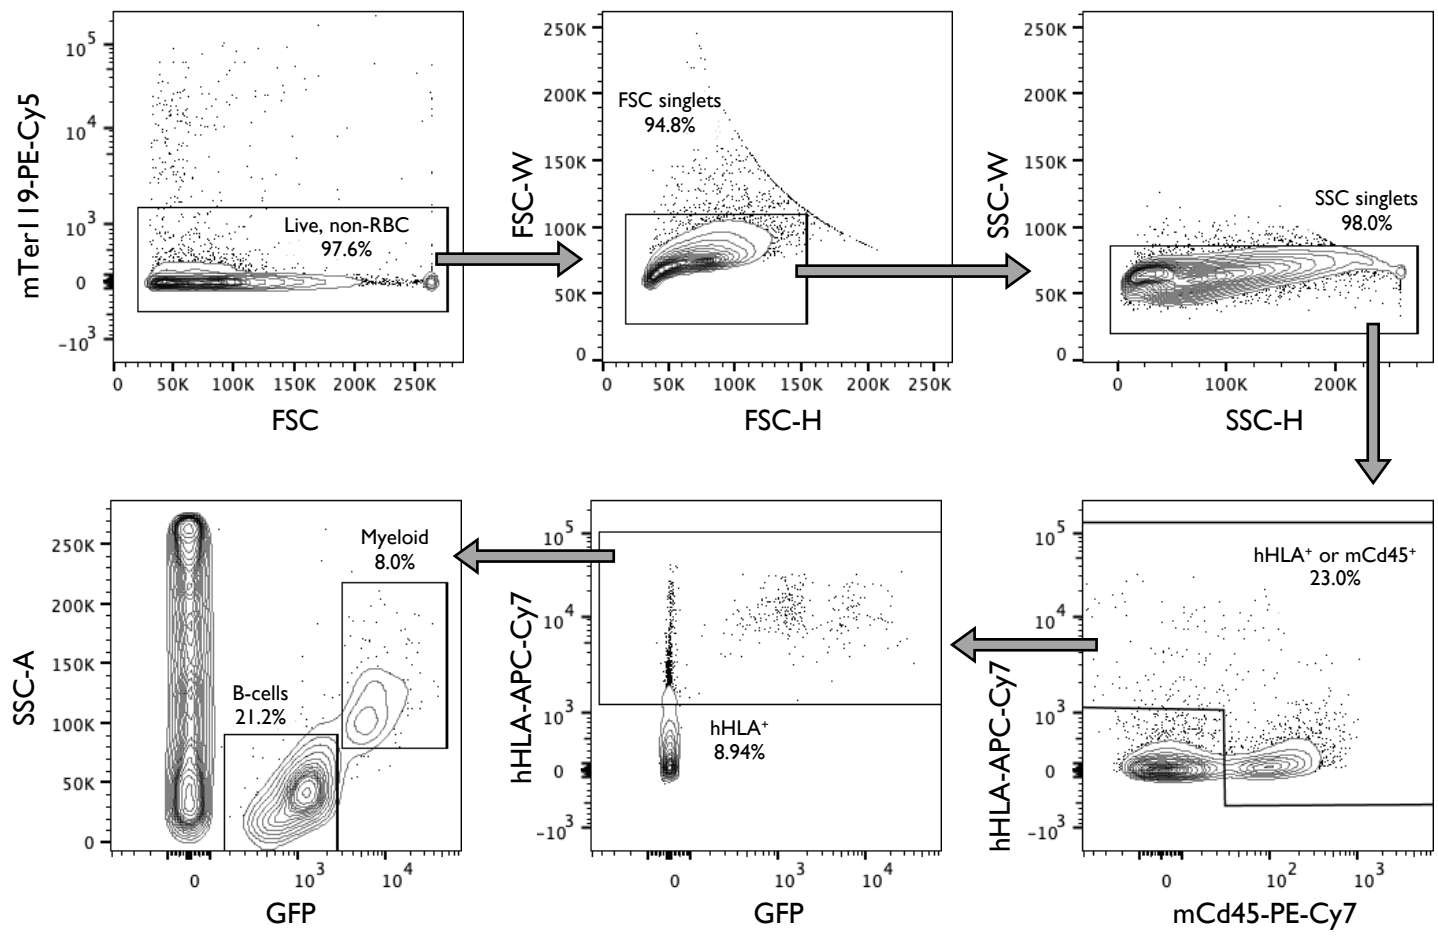 mTer119-PE-Cy5
10^5
10^4
10^3
0
-10^3
Live, non-RBC
97.6%
0 50K 100K 150K 200K 250K
FSC
FSC-W
250K
200K
150K
100K
50K
0
FSC singlets
94.8%
0 50K 100K 150K 200K 250K
FSC-H
SSC-W
250K
200K
150K
100K
50K
0
SSC singlets
98.0%
0 100K 200K
SSC-H
SSC-A
250K
200K
150K
100K
50K
0
Myeloid
8.0%
B-cells
21.2%
0 10^3 10^4
GFP
hHLA-APC-Cy7
10^5
10^4
10^3
0
-10^3
hHLA⁺
8.94%
0 10^3 10^4
GFP
hHLA-APC-Cy7
10^5
10^4
10^3
0
-10^3
hHLA⁺ or mCd45⁺
23.0%
0 10^2 10^3
mCd45-PE-Cy7